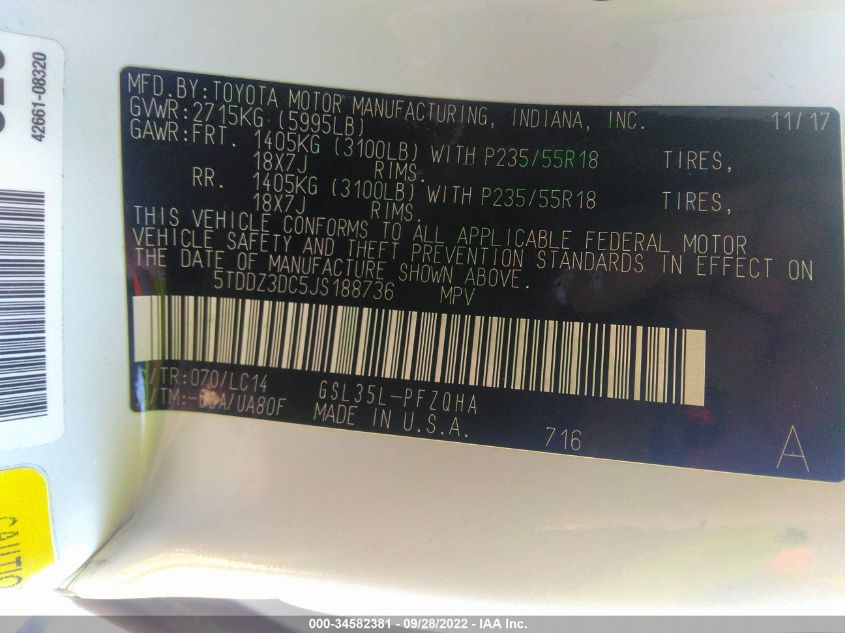 42661-08320
MFD.BY:TOYOTA MOTOR MANUFACTURING, INDIANA, INC. 11/17
GVWR:2715KG (5995LB)
GAWR:FRT. 1405KG (3100LB) WITH P235/55R18 TIRES,
18X7J RIMS.
RR. 1405KG (3100LB) WITH P235/55R18 TIRES,
18X7J RIMS.
THIS VEHICLE CONFORMS TO ALL APPLICABLE FEDERAL MOTOR
VEHICLE SAFETY AND THEFT PREVENTION STANDARDS IN EFFECT ON
THE DATE OF MANUFACTURE SHOWN ABOVE.
5TDDZ3DC5JS188736 MPV
/TR:070/LC14 GSL35L-PFZQHA
/TM: A/UA80F MADE IN U.S.A. 716 A
CAUTIO
000-34582381 - 09/28/2022 - IAA Inc.